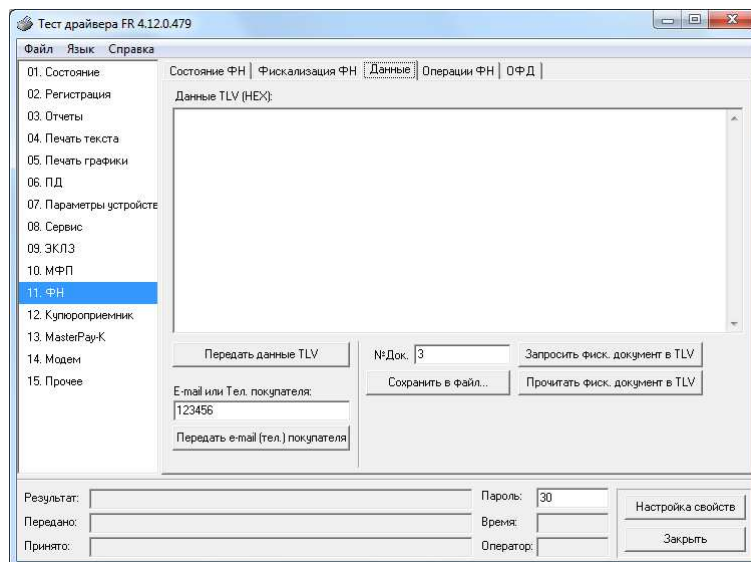 Тест драйвера FR 4.12.0.479
Файл Язык Справка
01. Состояние
02. Регистрация
03. Отчеты
04. Печать текста
05. Печать графики
06. ПД
07. Параметры устройств
08. Сервис
09. ЭКЛЗ
10. МФП
11. ФН
12. Купюроприемник
13. MasterPay-K
14. Модем
15. Прочее
Состояние ФН Фискализация ФН Данные Операции ФН ОФД
Данные TLV (HEX):
Передать данные TLV
№Док. 3
Запросить фиск. документ в TLV
Сохранить в файл...
Прочитать фиск. документ в TLV
E-mail или Тел. покупателя:
123456
Передать e-mail (тел.) покупателя
Результат:
Передано:
Принято:
Пароль: 30
Время:
Оператор:
Настройка свойств
Закрыть